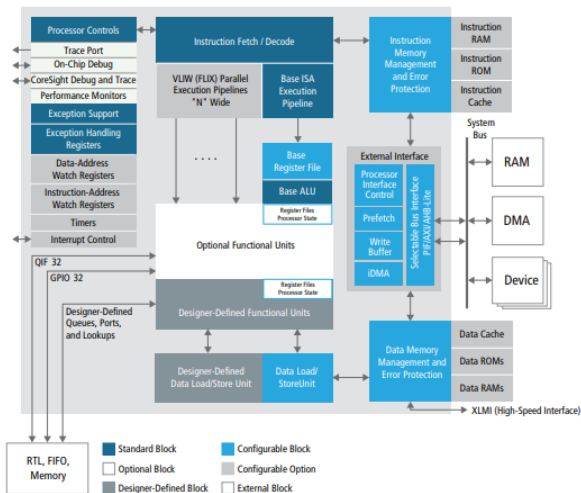 Processor Controls
Trace Port
On-Chip Debug
CoreSight Debug and Trace
Performance Monitors
Exception Support
Exception Handling
Registers
Data-Address
Watch Registers
Instruction-Address
Watch Registers
Timers
Interrupt Control
Instruction Fetch / Decode
VLIW (FLIX) Parallel
Execution Pipelines
"N" Wide
Base ISA
Execution
Pipeline
. . . .
Base
Register File
Base ALU
Register Files
Processor State
Optional Functional Units
Register Files
Processor State
Designer-Defined Functional Units
Designer-Defined
Data Load/Store Unit
Data Load/
StoreUnit
Instruction
Memory
Management
and Error
Protection
Instruction
RAM
Instruction
ROM
Instruction
Cache
External Interface
Processor
Interface
Control
Prefetch
Write
Buffer
iDMA
Selectable Bus Interface
PIF/AXI/AHB-Lite
System
Bus
RAM
DMA
Device
Data Memory
Management and
Error Protection
Data Cache
Data ROMs
Data RAMs
XLMI (High-Speed Interface)
QIF 32
GPIO 32
Designer-Defined
Queues, Ports,
and Lookups
RTL, FIFO,
Memory
Standard Block
Configurable Block
Optional Block
Configurable Option
Designer-Defined Block
External Block